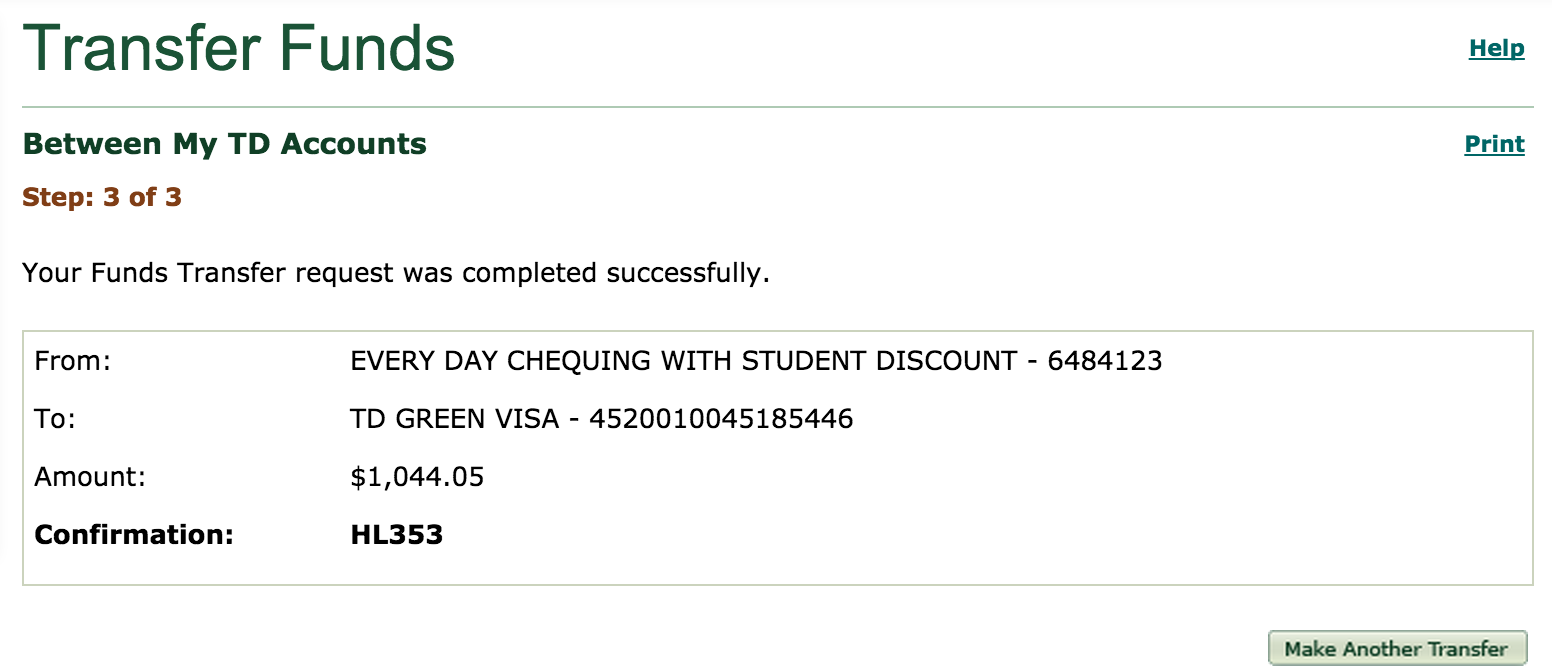 Transfer Funds
Help
Between My TD Accounts
Print
Step: 3 of 3
Your Funds Transfer request was completed successfully.
From: EVERY DAY CHEQUING WITH STUDENT DISCOUNT - 6484123
To: TD GREEN VISA - 4520010045185446
Amount: $1,044.05
Confirmation: HL353
Make Another Transfer